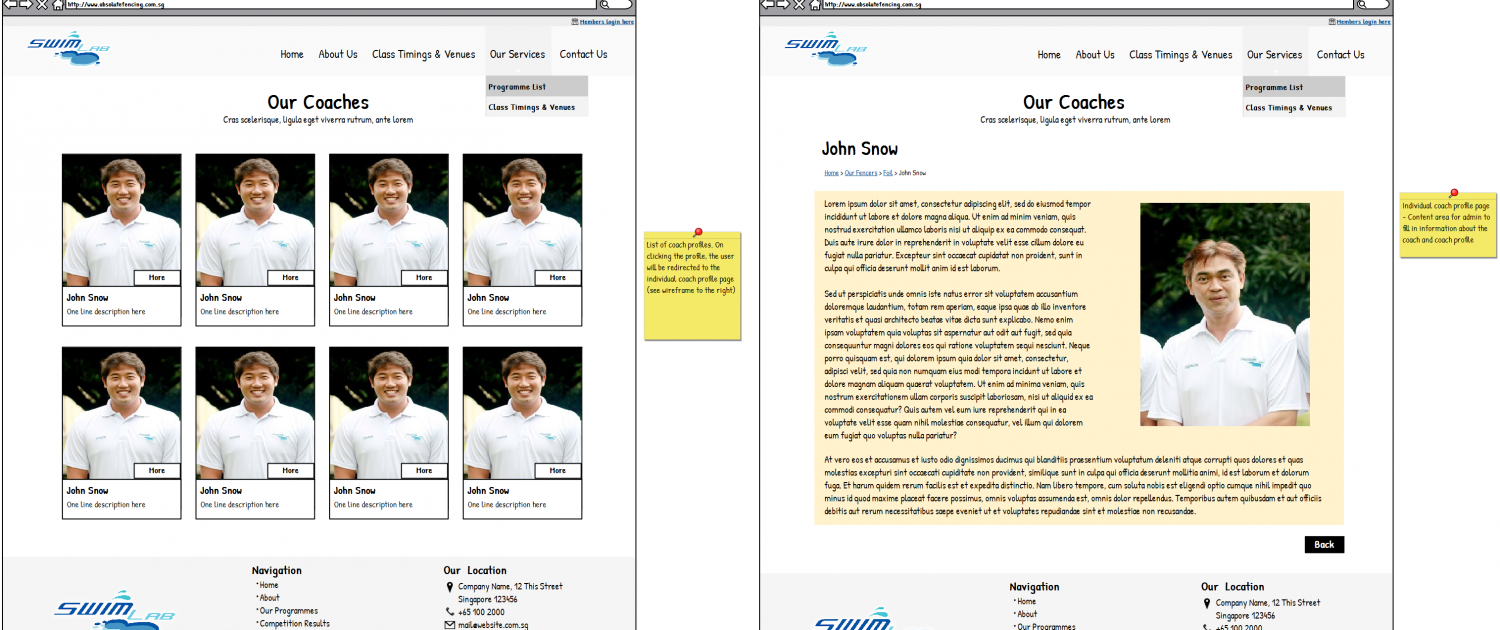 http://www.absolutefencing.com.sg
Members login here
SWIM LAB
Home
About Us
Class Timings & Venues
Our Services
Contact Us
Programme List
Class Timings & Venues
Our Coaches
Cras scelerisque, ligula eget viverra rutrum, ante lorem
More
More
More
More
John Snow
John Snow
John Snow
John Snow
One line description here
One line description here
One line description here
One line description here
More
More
More
More
John Snow
John Snow
John Snow
John Snow
One line description here
One line description here
One line description here
One line description here
SWIM LAB
Navigation
• Home
• About
• Our Programmes
• Competition Results
Our Location
Company Name, 12 This Street
Singapore 123456
+65 100 2000
mail@website.com.sg
List of coach profiles. On
clicking the profile, the user
will be redirected to the
individual coach profile page
(see wireframe to the right)
http://www.absolutefencing.com.sg
Members login here
SWIM LAB
Home
About Us
Class Timings & Venues
Our Services
Contact Us
Programme List
Class Timings & Venues
Our Coaches
Cras scelerisque, ligula eget viverra rutrum, ante lorem
John Snow
Home > Our Fencers > Foil > John Snow
Lorem ipsum dolor sit amet, consectetur adipiscing elit, sed do eiusmod tempor
incididunt ut labore et dolore magna aliqua. Ut enim ad minim veniam, quis
nostrud exercitation ullamco laboris nisi ut aliquip ex ea commodo consequat.
Duis aute irure dolor in reprehenderit in voluptate velit esse cillum dolore eu
fugiat nulla pariatur. Excepteur sint occaecat cupidatat non proident, sunt in
culpa qui officia deserunt mollit anim id est laborum.
Sed ut perspiciatis unde omnis iste natus error sit voluptatem accusantium
doloremque laudantium, totam rem aperiam, eaque ipsa quae ab illo inventore
veritatis et quasi architecto beatae vitae dicta sunt explicabo. Nemo enim
ipsam voluptatem quia voluptas sit aspernatur aut odit aut fugit, sed quia
consequuntur magni dolores eos qui ratione voluptatem sequi nesciunt. Neque
porro quisquam est, qui dolorem ipsum quia dolor sit amet, consectetur,
adipisci velit, sed quia non numquam eius modi tempora incidunt ut labore et
dolore magnam aliquam quaerat voluptatem. Ut enim ad minima veniam, quis
nostrum exercitationem ullam corporis suscipit laboriosam, nisi ut aliquid ex ea
commodi consequatur? Quis autem vel eum iure reprehenderit qui in ea
voluptate velit esse quam nihil molestiae consequatur, vel illum qui dolorem
eum fugiat quo voluptas nulla pariatur?
At vero eos et accusamus et iusto odio dignissimos ducimus qui blanditiis praesentium voluptatum deleniti atque corrupti quos dolores et quas
molestias excepturi sint occaecati cupiditate non provident, similique sunt in culpa qui officia deserunt mollitia animi, id est laborum et dolorum
fuga. Et harum quidem rerum facilis est et expedita distinctio. Nam libero tempore, cum soluta nobis est eligendi optio cumque nihil impedit quo
minus id quod maxime placeat facere possimus, omnis voluptas assumenda est, omnis dolor repellendus. Temporibus autem quibusdam et aut officiis
debitis aut rerum necessitatibus saepe eveniet ut et voluptates repudiandae sint et molestiae non recusandae.
Back
SWIM LAB
Navigation
• Home
• About
• Our Programmes
Our Location
Company Name, 12 This Street
Singapore 123456
+65 100 2000
Individual coach profile page
- Content area for admin to
fill in information about the
coach and coach profile